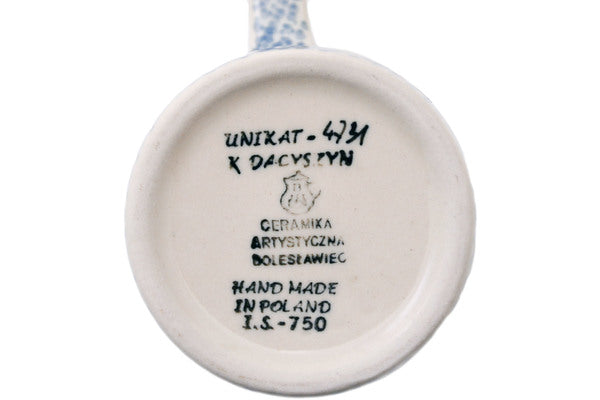 UNIKAT - 4731
K DACYSZYN
CERAMIKA
ARTYSTYCZNA
BOLESŁAWIEC
HAND MADE
IN POLAND
I.S.-750